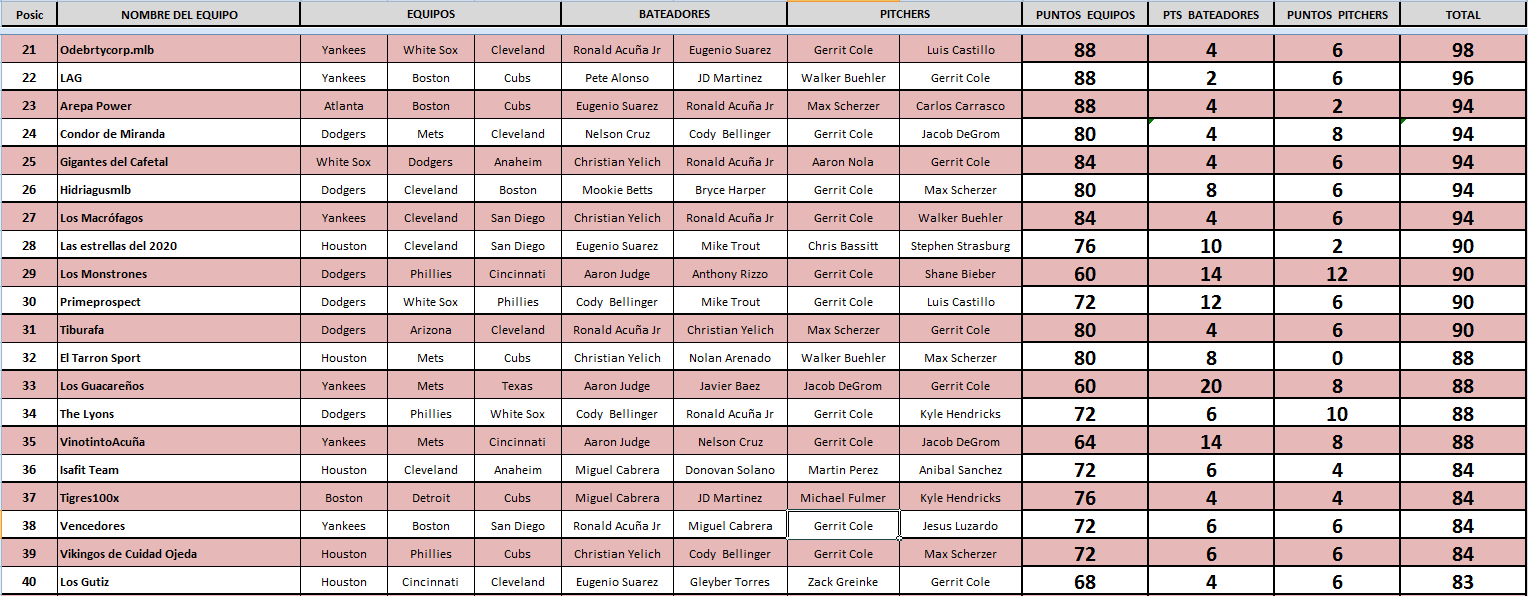 Posic NOMBRE DEL EQUIPO EQUIPOS BATEADORES PITCHERS PUNTOS EQUIPOS PTS BATEADORES PUNTOS PITCHERS TOTAL
21 Odebrtycorp.mlb Yankees White Sox Cleveland Ronald Acuña Jr Eugenio Suarez Gerrit Cole Luis Castillo 88 4 6 98
22 LAG Yankees Boston Cubs Pete Alonso JD Martinez Walker Buehler Gerrit Cole 88 2 6 96
23 Arepa Power Atlanta Boston Cubs Eugenio Suarez Ronald Acuña Jr Max Scherzer Carlos Carrasco 88 4 2 94
24 Condor de Miranda Dodgers Mets Cleveland Nelson Cruz Cody Bellinger Gerrit Cole Jacob DeGrom 80 4 8 94
25 Gigantes del Cafetal White Sox Dodgers Anaheim Christian Yelich Ronald Acuña Jr Aaron Nola Gerrit Cole 84 4 6 94
26 Hidriagusmlb Dodgers Cleveland Boston Mookie Betts Bryce Harper Gerrit Cole Max Scherzer 80 8 6 94
27 Los Macrófagos Yankees Cleveland San Diego Christian Yelich Ronald Acuña Jr Gerrit Cole Walker Buehler 84 4 6 94
28 Las estrellas del 2020 Houston Cleveland San Diego Eugenio Suarez Mike Trout Chris Bassitt Stephen Strasburg 76 10 2 90
29 Los Monstrones Dodgers Phillies Cincinnati Aaron Judge Anthony Rizzo Gerrit Cole Shane Bieber 60 14 12 90
30 Primeprospect Dodgers White Sox Phillies Cody Bellinger Mike Trout Gerrit Cole Luis Castillo 72 12 6 90
31 Tiburafa Dodgers Arizona Cleveland Ronald Acuña Jr Christian Yelich Max Scherzer Gerrit Cole 80 4 6 90
32 El Tarron Sport Houston Mets Cubs Christian Yelich Nolan Arenado Walker Buehler Max Scherzer 80 8 0 88
33 Los Guacareños Yankees Mets Texas Aaron Judge Javier Baez Jacob DeGrom Gerrit Cole 60 20 8 88
34 The Lyons Dodgers Phillies White Sox Cody Bellinger Ronald Acuña Jr Gerrit Cole Kyle Hendricks 72 6 10 88
35 VinotintoAcuña Yankees Mets Cincinnati Aaron Judge Nelson Cruz Gerrit Cole Jacob DeGrom 64 14 8 88
36 Isafit Team Houston Cleveland Anaheim Miguel Cabrera Donovan Solano Martin Perez Anibal Sanchez 72 6 4 84
37 Tigres100x Boston Detroit Cubs Miguel Cabrera JD Martinez Michael Fulmer Kyle Hendricks 76 4 4 84
38 Vencedores Yankees Boston San Diego Ronald Acuña Jr Miguel Cabrera Gerrit Cole Jesus Luzardo 72 6 6 84
39 Vikingos de Cuidad Ojeda Houston Phillies Cubs Christian Yelich Cody Bellinger Gerrit Cole Max Scherzer 72 6 6 84
40 Los Gutiz Houston Cincinnati Cleveland Eugenio Suarez Gleyber Torres Zack Greinke Gerrit Cole 68 4 6 83